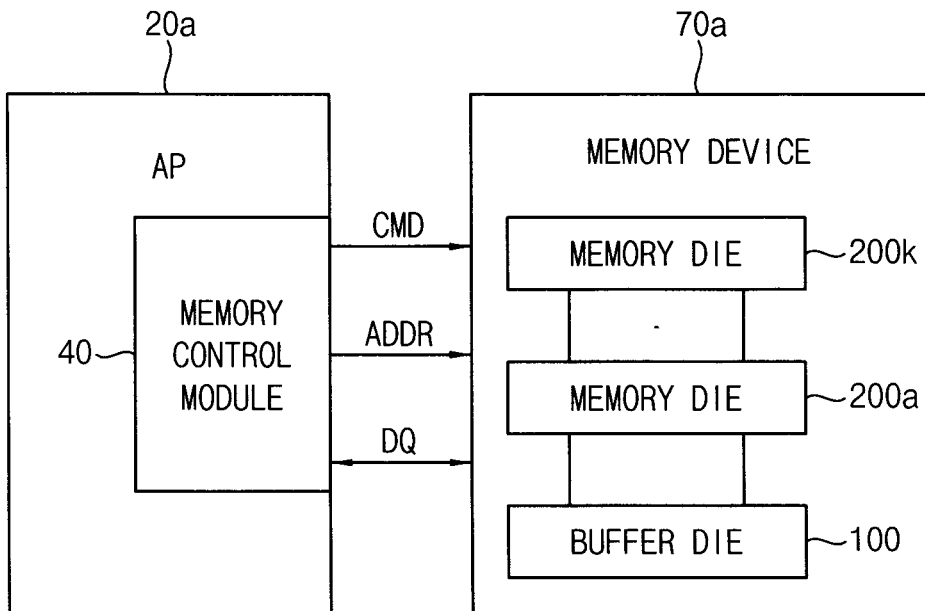 20a
70a
AP
MEMORY DEVICE
CMD
MEMORY DIE
200k
MEMORY
CONTROL
MODULE
40
ADDR
MEMORY DIE
200a
DQ
BUFFER DIE
100